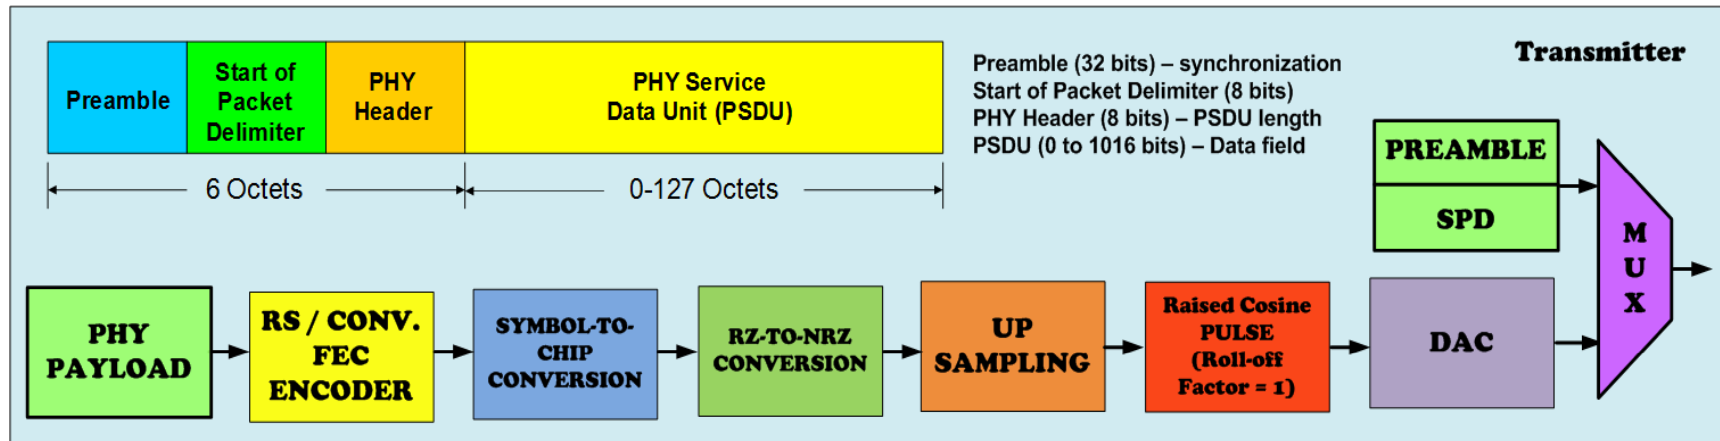 Preamble
Start of
Packet
Delimiter
PHY
Header
PHY Service
Data Unit (PSDU)
6 Octets
0-127 Octets
Preamble (32 bits) – synchronization
Start of Packet Delimiter (8 bits)
PHY Header (8 bits) – PSDU length
PSDU (0 to 1016 bits) – Data field
Transmitter
PREAMBLE
SPD
M
U
X
PHY
PAYLOAD
RS / CONV.
FEC
ENCODER
SYMBOL-TO-
CHIP
CONVERSION
RZ-TO-NRZ
CONVERSION
UP
SAMPLING
Raised Cosine
PULSE
(Roll-off
Factor = 1)
DAC